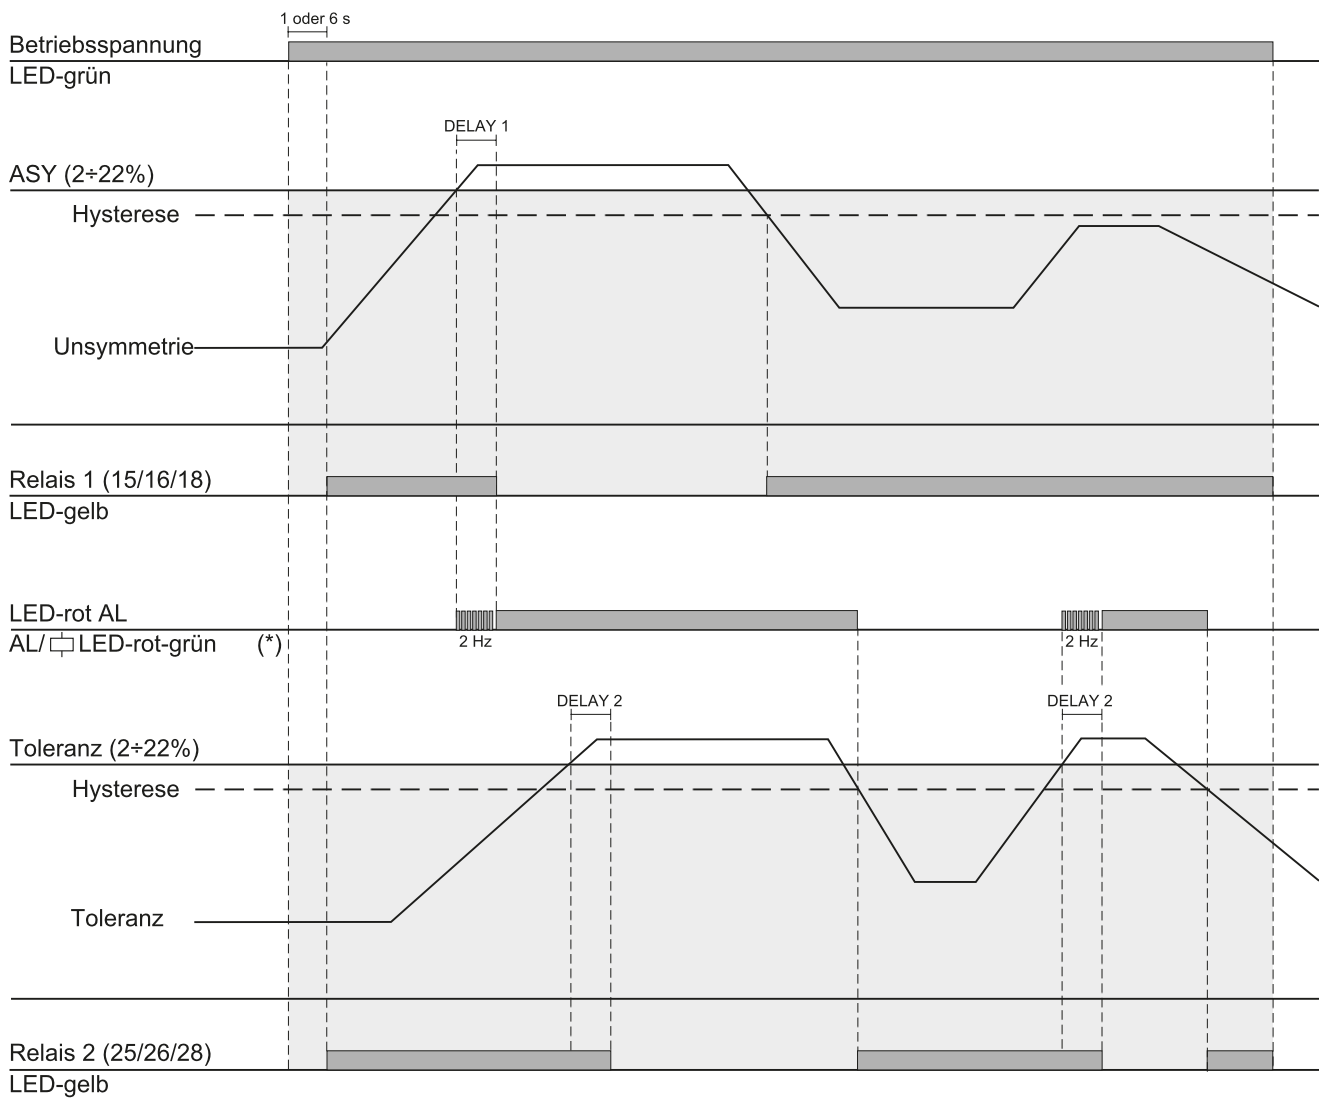 1 oder 6 s
Betriebsspannung
LED-grün
DELAY 1
ASY (2÷22%)
Hysterese
Unsymmetrie
Relais 1 (15/16/18)
LED-gelb
LED-rot AL
AL/ LED-rot-grün (*)
2 Hz
2 Hz
DELAY 2
DELAY 2
Toleranz (2÷22%)
Hysterese
Toleranz
Relais 2 (25/26/28)
LED-gelb